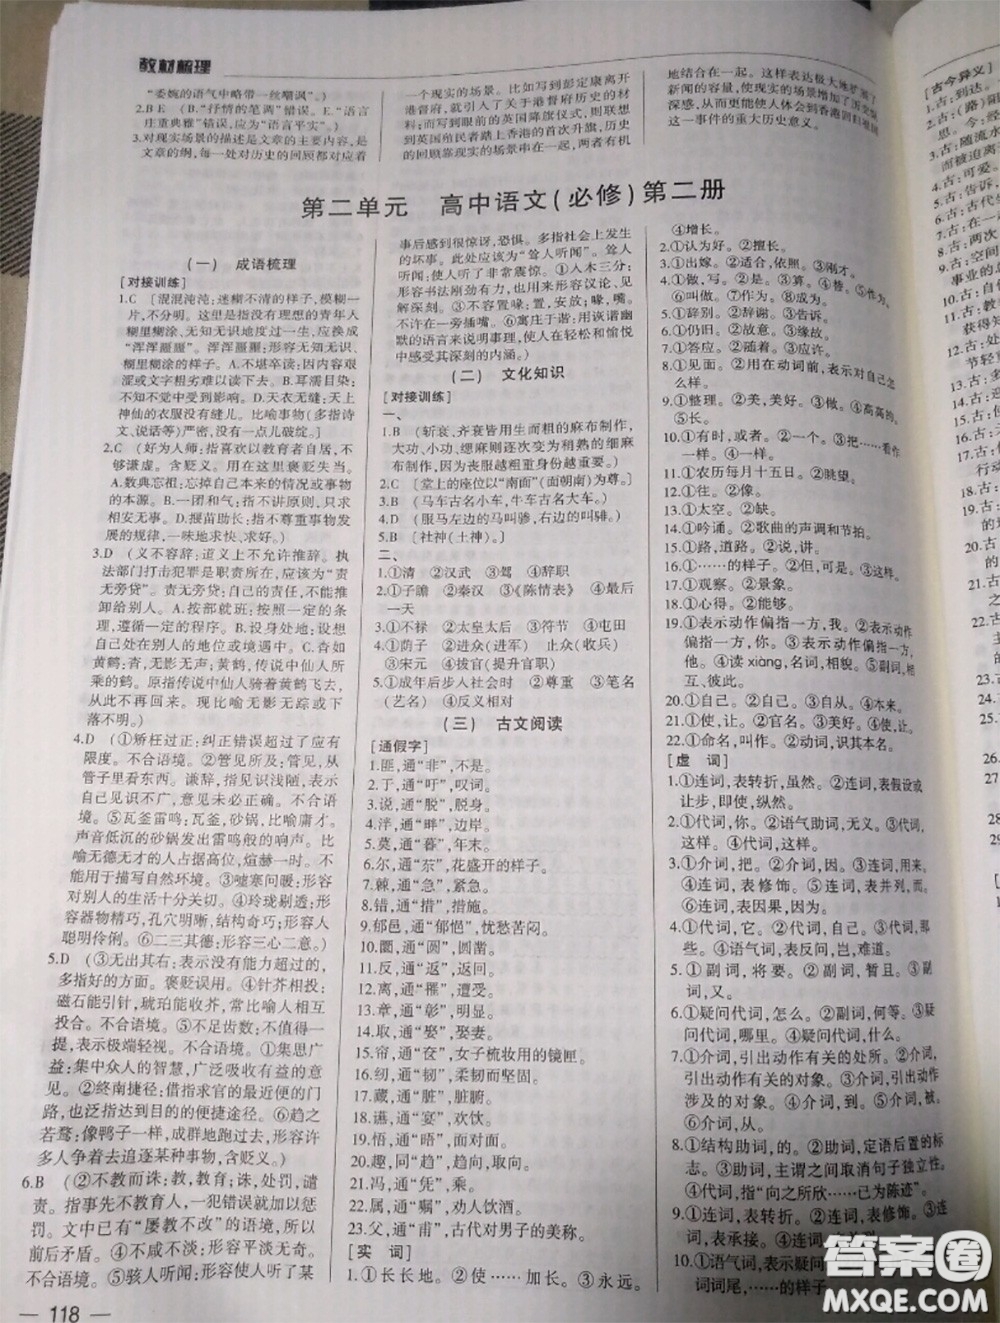 教材梳理
“委婉的语气中略带一丝嘲讽”。)
2.B E (B.“抒情的笔调”错误。E.“语言
庄重典雅”错误,应为“语言平实”。)
3.对现实场景的描述是文章的主要内容,是
文章的纲,每一处对历史的回顾都对应着
一个现实的场景。比如写到彭定康离开
港督府,作者关于港督府历史的材料
而写到最后的英国降旗仪式时,则联想
到英国殖民者踏上香港的首次升旗,历史
的回顾靠现实的场景串在一起,两者有机
地结合在一起。这样表达极大地扩展了
新闻的容量,使现实的场景增加了历史纵
深感,从而更能使人体会到香港回归祖国
这一事件的重大历史意义。
第二单元 高中语文(必修)第二册
(一) 成语梳理
[对接训练]
1.C [混混沌沌:迷糊不清的样子,模糊一
片,不分明。这里是指没有理想的青年人
糊里糊涂,无知无识地度过一生,应换成
“浑浑噩噩”。浑浑噩噩:形容无知无识、
糊里糊涂的样子。A.不堪卒读:因内容艰
涩或文字粗劣难以读下去。B.耳濡目染:
不知不觉地受到影响。D.天衣无缝:天上
神仙的衣服没有缝儿。比喻事物(多指诗
文、说话等)严密,没有一点儿破绽。]
2.C (好为人师:指喜欢以教育者自居,不
够谦虚。含贬义。用在这里褒贬失当。
A.数典忘祖:忘掉自己本来的情况或事物
的本源。B.一团和气:指不讲原则,只求
相安无事。D.揠苗助长:指不尊重事物发
展的规律,一味地求快、求好。)
3.D (义不容辞:道义上不允许推辞。执
法部门打击犯罪是职责所在,应该为“责
无旁贷”。责无旁贷:自己的责任,不能推
卸给别人。A.按部就班:按照一定的条
理,遵循一定的程序。B.设身处地:设想
自己处在别人的地位或境遇中。C.杳如
黄鹤:杳,无影无声;黄鹤,传说中仙人所
乘的鹤。原指传说中仙人骑着黄鹤飞去,
从此不再回来。现比喻无影无踪或下
落不明。)
4.D (①矫枉过正:纠正错误超过了应有
限度。不合语境。②管见所及:管见,从
管子里看东西。谦辞,指见识浅陋,表示
见识不广,意见未必正确。不合语
境。⑤瓦釜雷鸣:瓦釜,砂锅,比喻庸才。
声音低沉的砂锅发出雷鸣般的响声。比
喻无德无才的人占据高位,煊赫一时。不
能用于描写自然环境。③嘘寒问暖:形容
对别人的生活十分关切。④玲珑剔透:形
容器物精巧,孔穴明晰,结构奇巧;形容人
聪明伶俐。⑥二三其德:形容三心二意。)
5.D (③无出其右:表示没有能力超过的,
多指好的方面。褒贬误用。④针芥相投:
磁石能引针,琥珀能收芥,常比喻人相互
投合。不合语境。⑤不足齿数:不值得一
提,表示极端轻视。不合语境。①集思广
益:集中众人的智慧,广泛吸收有益的意
见。②终南捷径:借指求官的最近便的门
路,也泛指达到目的的便捷途径。⑥趋之
若鹜:像鸭子一样,成群地跑过去,形容许
多人争着去追逐某种事物,含贬义。)
6.B (②不教而诛:教,教育;诛,处罚,谴
责。指事先不教育人,一犯错误就加以惩
罚。文中已有“屡教不改”的语境,所以
前后矛盾。④不咸不淡:形容平淡无奇。
不合语境。⑤骇人听闻:形容人听了某
事后感到很惊讶,恐惧。多指社会上发生
的坏事。此处应该为“耸人听闻”。耸人
听闻:使人听了非常震惊。①入木三分:
形容书法刚劲有力,也用来形容议论,见
解深刻。③不容置喙:置,安放;喙,嘴。
不许在一旁插嘴。⑥寓庄于谐:用诙谐幽
默的语言来说明事理,使人在轻松和愉悦
中感受其深刻的内涵。)
(二) 文化知识
[对接训练]
一、
1.B (斩衰、齐衰皆用生而粗的麻布制作,
大功、小功、缌麻则逐次变为稍熟的细麻
布制作,因为丧服越粗重身份越重要。)
2.C [堂上的座位以“南面”(面朝南)为尊。]
3.B (马车古名小车,牛车古名大车。)
4.D (服马左边的马叫骖,右边的叫騑。)
5.B [社神(土神)。]
二、
1.①清 ②汉武 ③驾 ④辞职
2.①子瞻 ②秦汉 ③《陈情表》 ④最后
一天
3.①不禄 ②太皇太后 ③符节 ④屯田
4.①荫子 ②进众(进军) 止众(收兵)
③宋元 ④拔官(提升官职)
5.①成年后步入社会时 ②尊重 ③笔名
(艺名) ④反义相对
(三) 古文阅读
[通假字]
1.匪,通“非”,不是。
2.于,通“吁”,叹词。
3.说,通“脱”,脱身。
4.泮,通“畔”,边岸。
5.莫,通“暮”,年末。
6.尔,通“薾”,花盛开的样子。
7.棘,通“急”,紧急。
8.错,通“措”,措施。
9.郁邑,通“郁悒”,忧愁苦闷。
10.圜,通“圆”,圆凿。
11.反,通“返”,返回。
12.离,通“罹”,遭受。
13.章,通“彰”,明显。
14.取,通“娶”,娶妻。
15.帘,通“奁”,女子梳妆用的镜匣。
16.纫,通“韧”,柔韧而坚固。
17.藏,通“脏”,脏腑。
18.讌,通“宴”,欢饮。
19.悟,通“晤”,面对面。
20.趣,同“趋”,趋向,取向。
21.冯,通“凭”,乘。
22.属,通“嘱”,劝人饮酒。
23.父,通“甫”,古代对男子的美称。
[实 词]
1.①长长地。②使……加长。③永远。
④增长。
2.①认为好。②擅长。
3.①出嫁。②适合,依照。③刚才。
4.①做,写。②是。③算。④替。⑤作为。
⑥叫做。⑦作为。⑧成为。
5.①辞别。②辞谢。③告诉。
6.①仍旧。②故意。③缘故。
7.①答应。②随着。③应许。
8.①见面。②用在动词前,表示对自己怎
么样。
9.①整理。②美,美好。③修长。④高高的。
⑤长。
10.①有时,或者。②一个。③把……看作
一样。④一样。
11.①农历每月十五日。②眺望。
12.①往。②像。
13.①太空。②缺。
14.①吟诵。②歌曲的声调和节拍。
15.①路,道路。②说,讲。
16.①……的样子。②但,可是。③这样。
17.①观察。②景象。
18.①心得。②能够。
19.①表示动作偏指一方,我。②表示动作
偏指一方,你。③表示动作偏指一方,
他。④读 xiàng,名词,相貌。⑤副词,相
互、彼此。
20.①自己。②自己。③自从。④本来。
21.①使,让。②官名。③美好。④使,让。
22.①命名,叫作。②动词,识其本名。
[虚 词]
1.①连词,表转折,虽然。②连词,表假设或
让步,即使,纵然。
2.①代词,你。②语气助词,无义。③代词,
这样。④代词,这样。
3.①介词,把。②介词,因。③连词,用来。
④连词,表修饰。⑤连词,表并列,而。
⑥连词,表因果,因为。
4.①代词,它。②代词,自己。③代词,那
些。④语气词,表反问,岂,难道。
5.①副词,将要。②副词,暂且。③副
词,又。
6.①疑问代词,怎么,何等。②代词,
问代词,哪里。④疑问代词,什么。
7.①介词,引出动作有关的处所。②介词,
引出动作有关的对象。③介词,引出动作
涉及的对象。④介词,到。⑤介词,被。
⑥介词,从。
8.①结构助词,的。②助词,定语后置的标
志。③助词,主谓之间取消句子独立性。
④代词,指“向之所欣……已为陈迹”。
9.①连词,表转折。②连词,表修饰。③连
词,表承接。④连词,
10.①语气词,表疑问
词词尾,……的样子
— 118 —
[古今异义]
1.古:到达。
答案圈
MXQE.COM